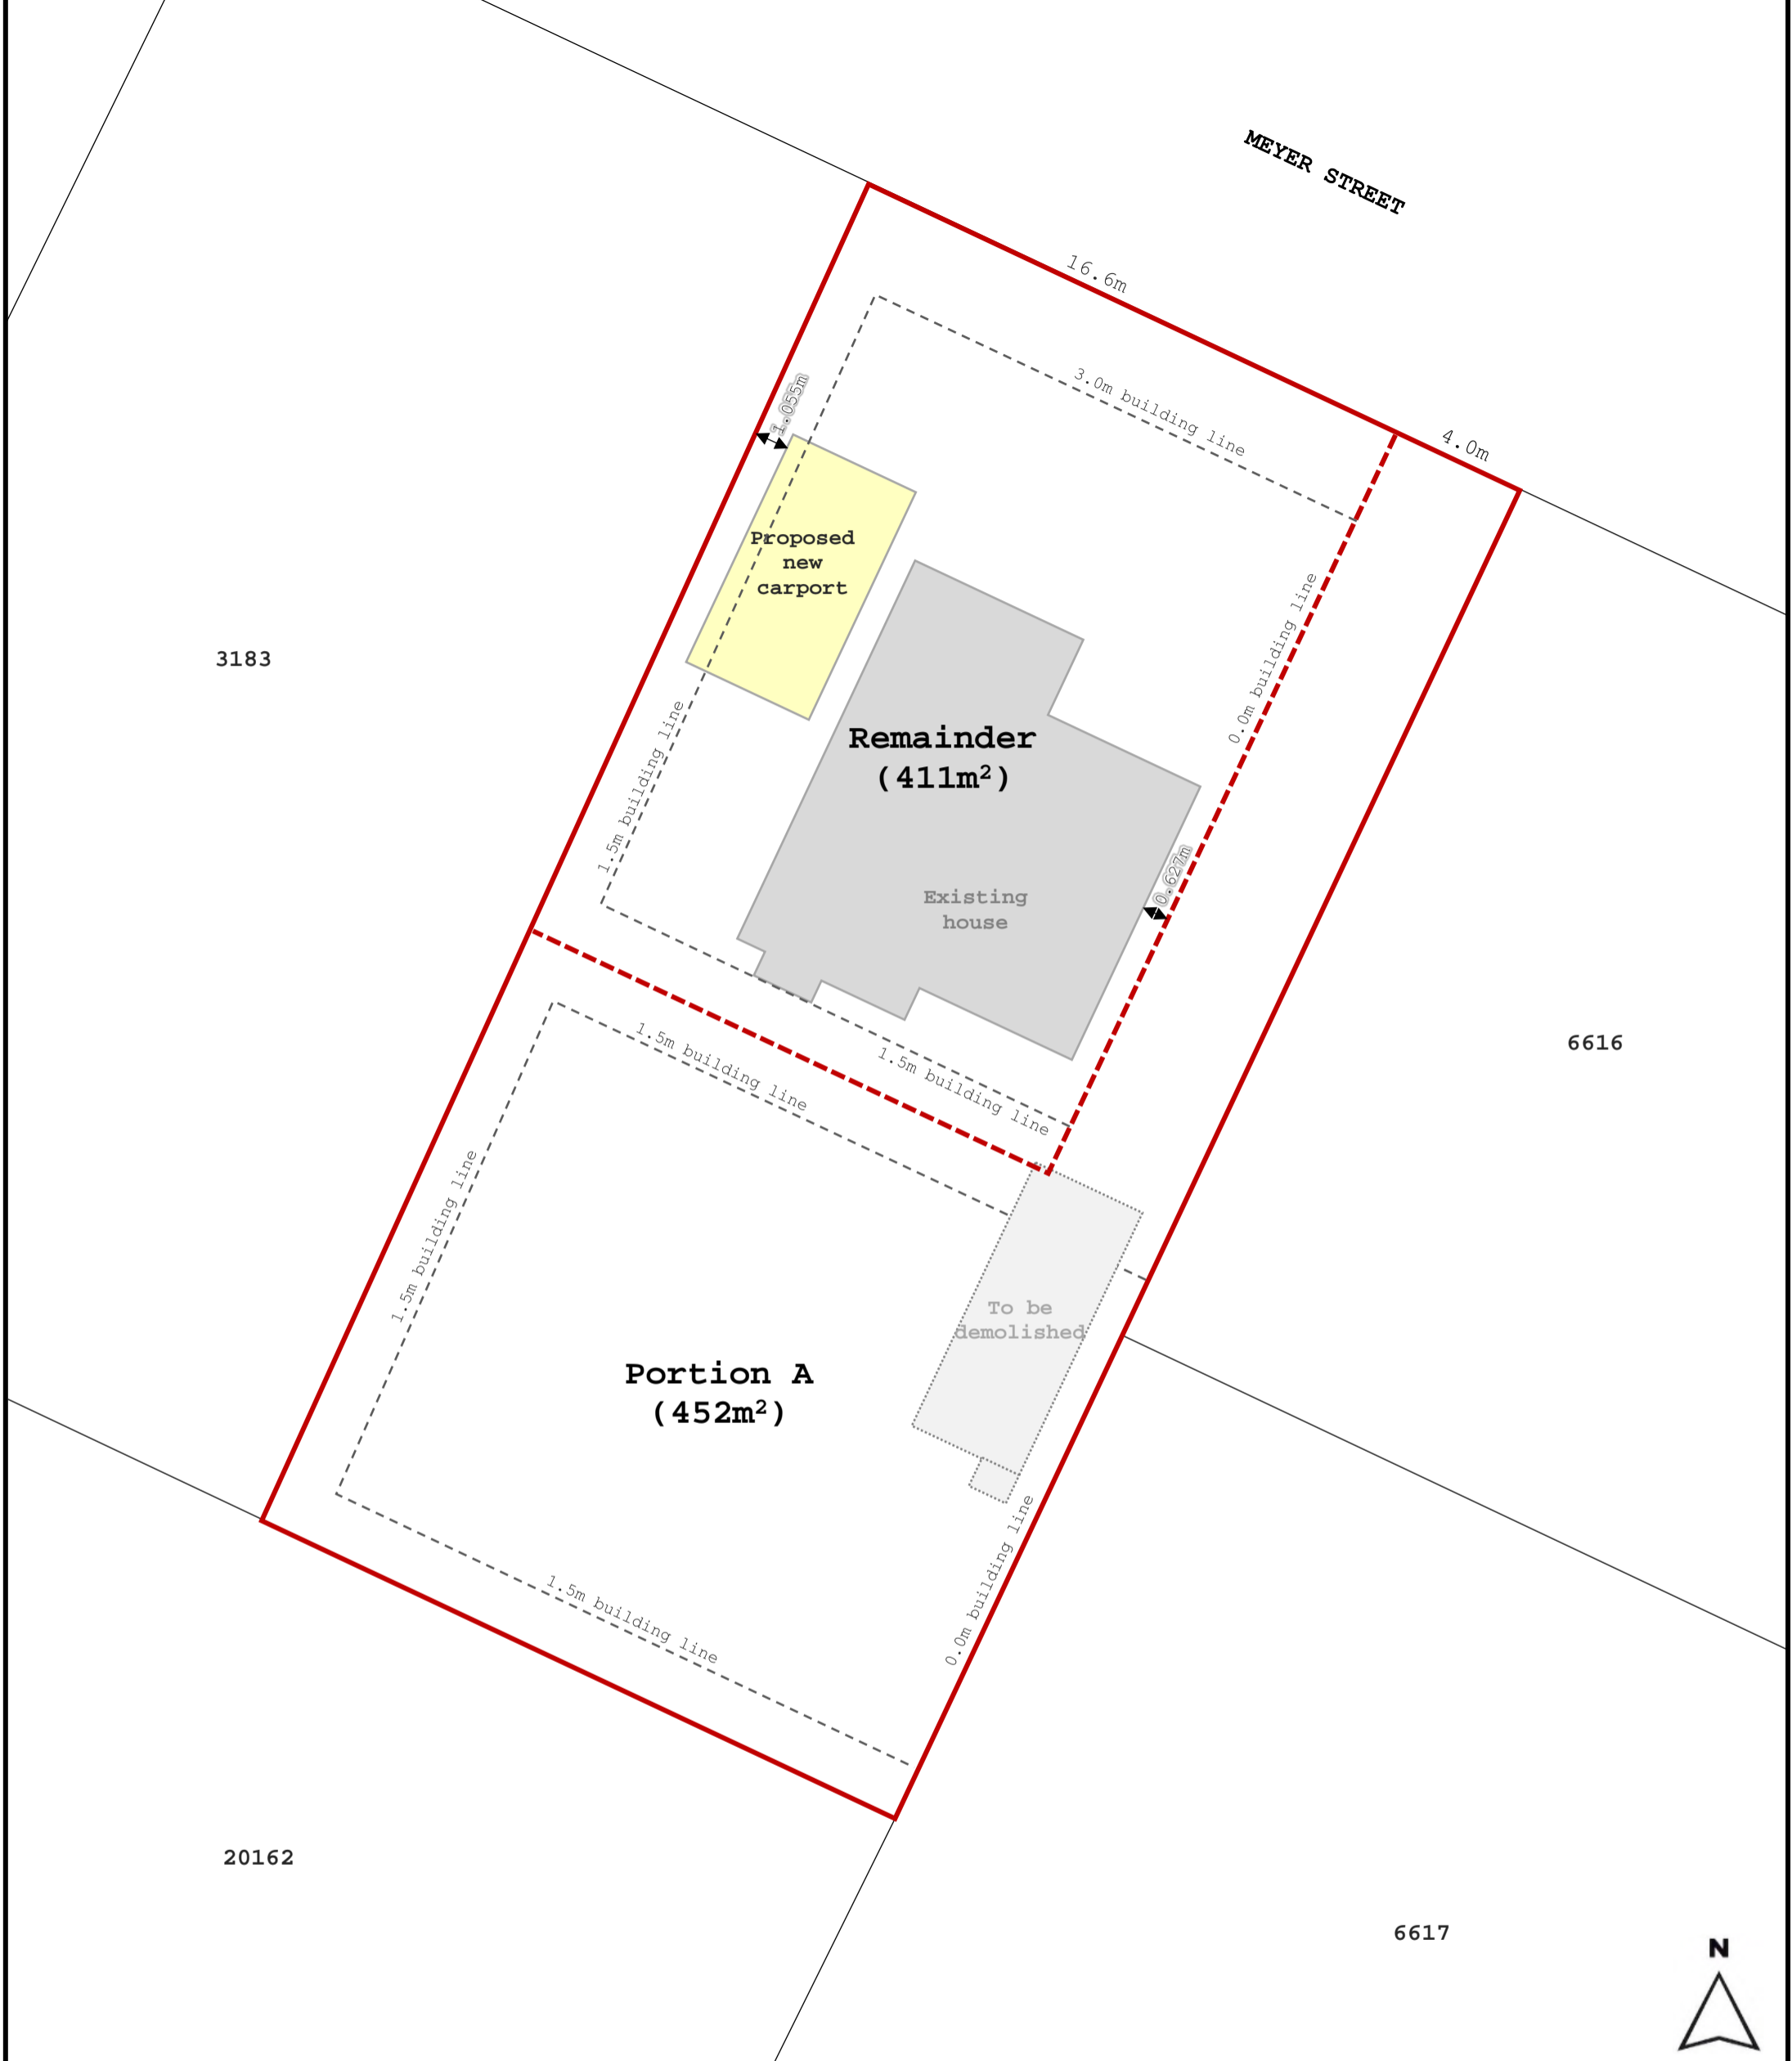 MEYER STREET
16.6m
4.0m
3.0m building line
1.055m
Proposed
new
carport
0.0m building line
3183
1.5m building line
Remainder
(411m²)
0.627m
Existing
house
1.5m building line
1.5m building line
6616
1.5m building line
To be
demolished
Portion A
(452m²)
0.0m building line
1.5m building line
20162
6617
N